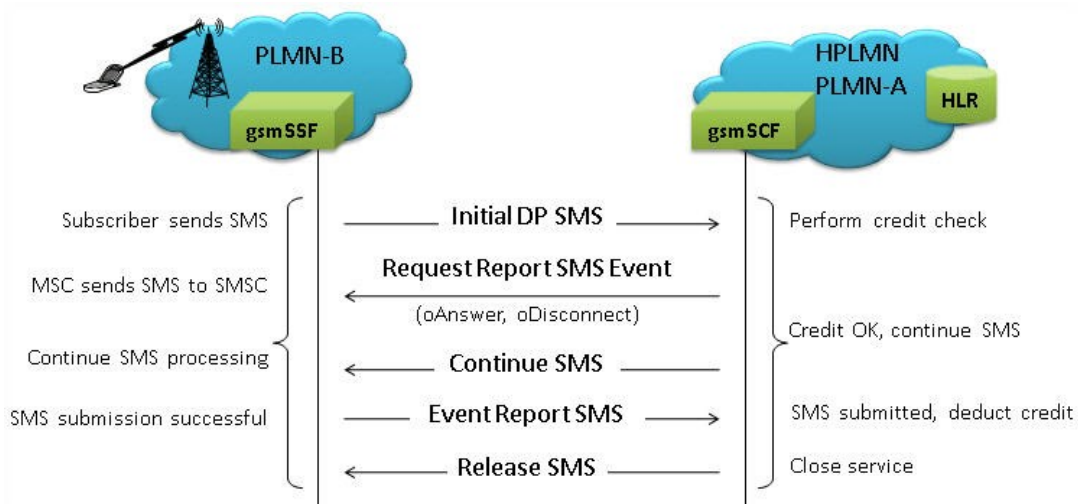 PLMN-B
HPLMN
PLMN-A
HLR
gsmSSF
gsmSCF
Subscriber sends SMS
Initial DP SMS
Perform credit check
Request Report SMS Event
MSC sends SMS to SMSC
(oAnswer, oDisconnect)
Credit OK, continue SMS
Continue SMS processing
Continue SMS
SMS submission successful
Event Report SMS
SMS submitted, deduct credit
Release SMS
Close service